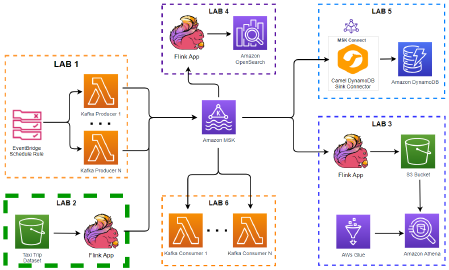 LAB 1
EventBridge
Schedule Rule
Kafka Producer 1
Kafka Producer N
LAB 2
Taxi Trip
Dataset
Flink App
LAB 4
Flink App
Amazon
OpenSearch
Amazon MSK
LAB 6
Kafka Consumer 1
Kafka Consumer N
LAB 5
MSK Connect
Camel DynamoDB
Sink Connector
Amazon DynamoDB
LAB 3
Flink App
S3 Bucket
AWS Glue
Amazon Athena